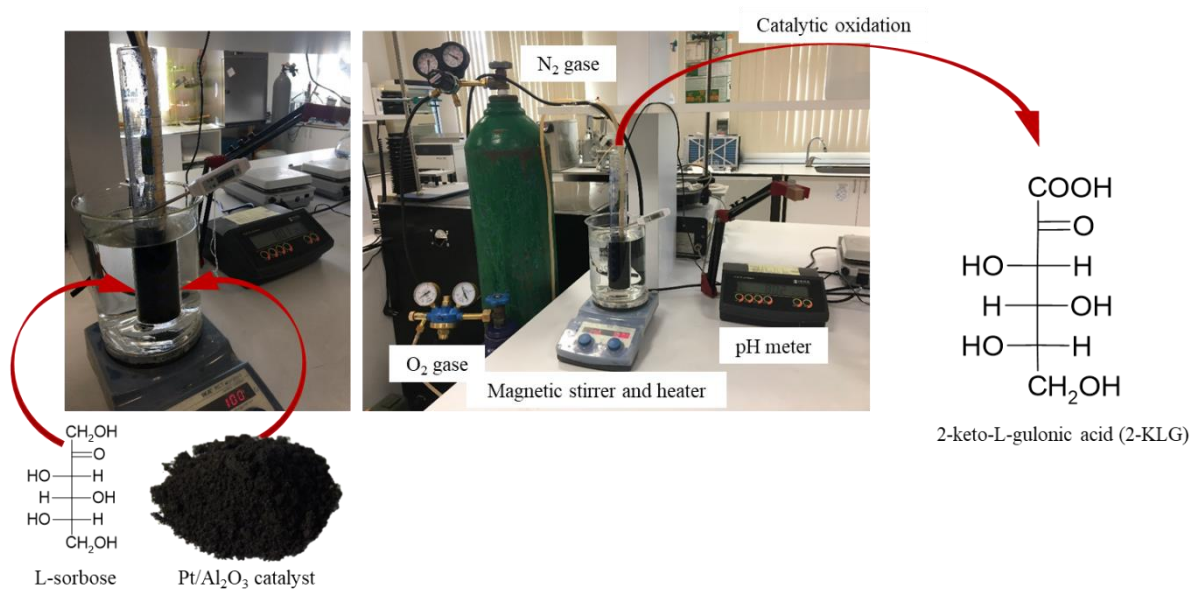 Catalytic oxidation
N₂ gase
O₂ gase
Magnetic stirrer and heater
pH meter
100
CH₂OH
O
HO H
H OH
HO H
CH₂OH
L-sorbose
Pt/Al₂O₃ catalyst
COOH
O
HO H
H OH
HO H
CH₂OH
2-keto-L-gulonic acid (2-KLG)